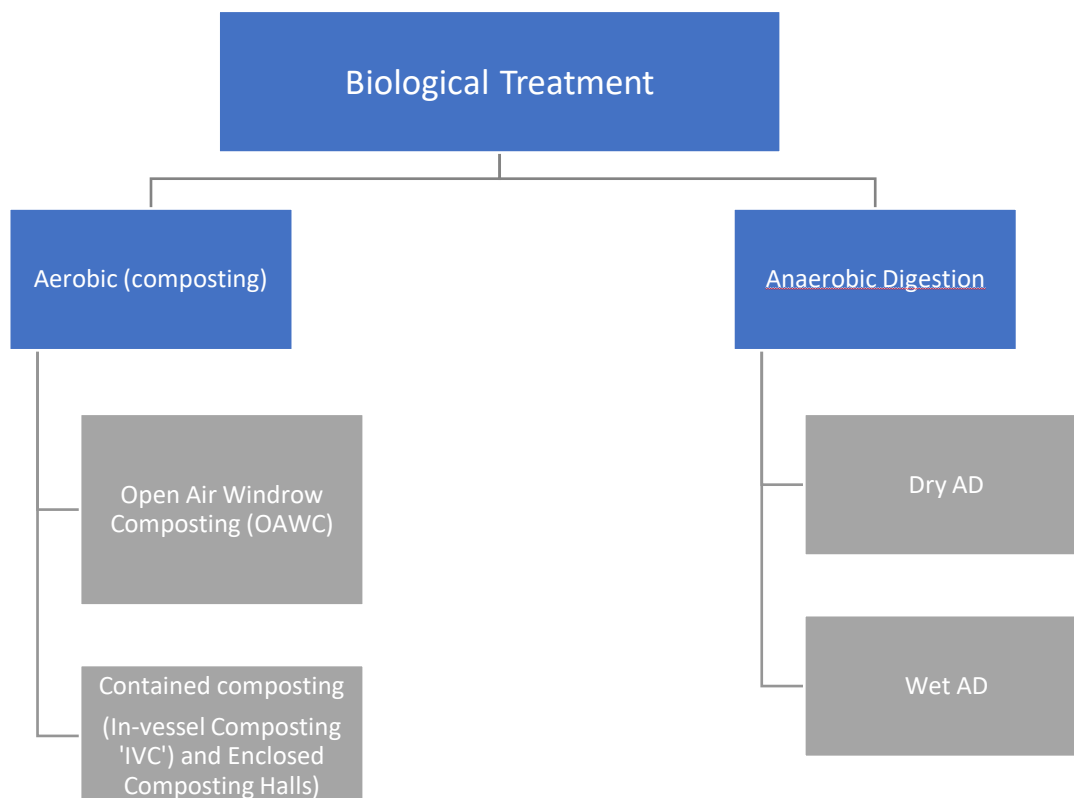 Biological Treatment
Aerobic (composting)
Anaerobic Digestion
Open Air Windrow
Composting (OAWC)
Dry AD
Contained composting
(In-vessel Composting
'IVC') and Enclosed
Composting Halls)
Wet AD